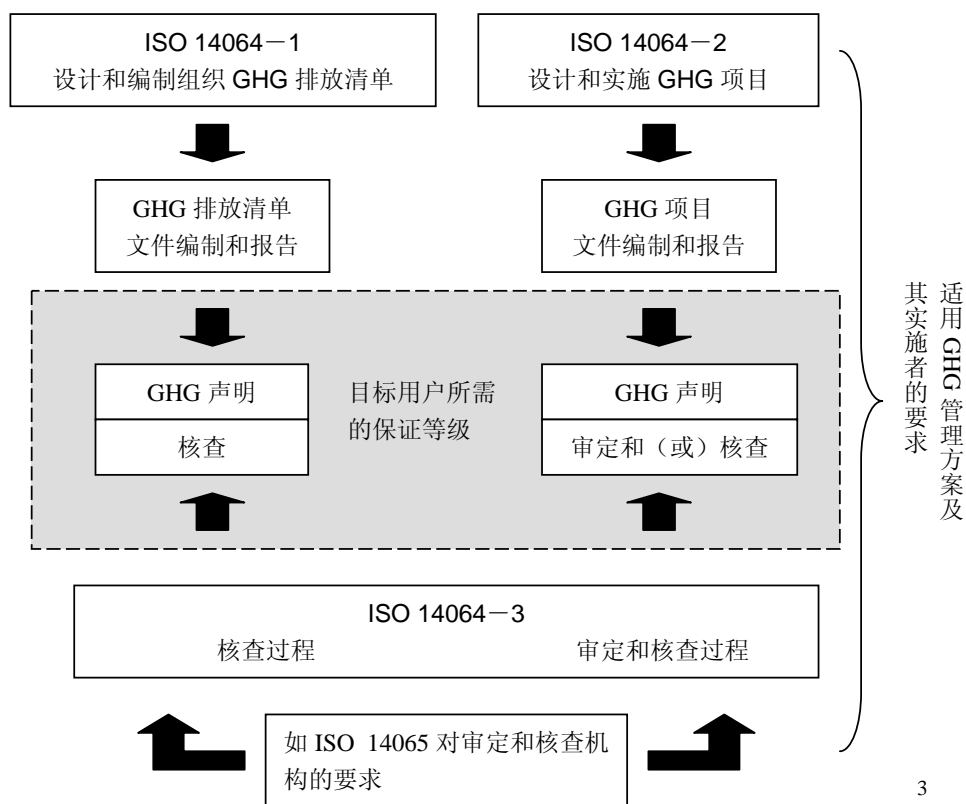 ISO 14064－1
设计和编制组织 GHG 排放清单
ISO 14064－2
设计和实施 GHG 项目
GHG 排放清单
文件编制和报告
GHG 项目
文件编制和报告
GHG 声明
核查
目标用户所需
的保证等级
GHG 声明
审定和（或）核查
适用 GHG 管理方案及
其实施者的要求
ISO 14064－3
核查过程 审定和核查过程
如 ISO 14065 对审定和核查机
构的要求
3